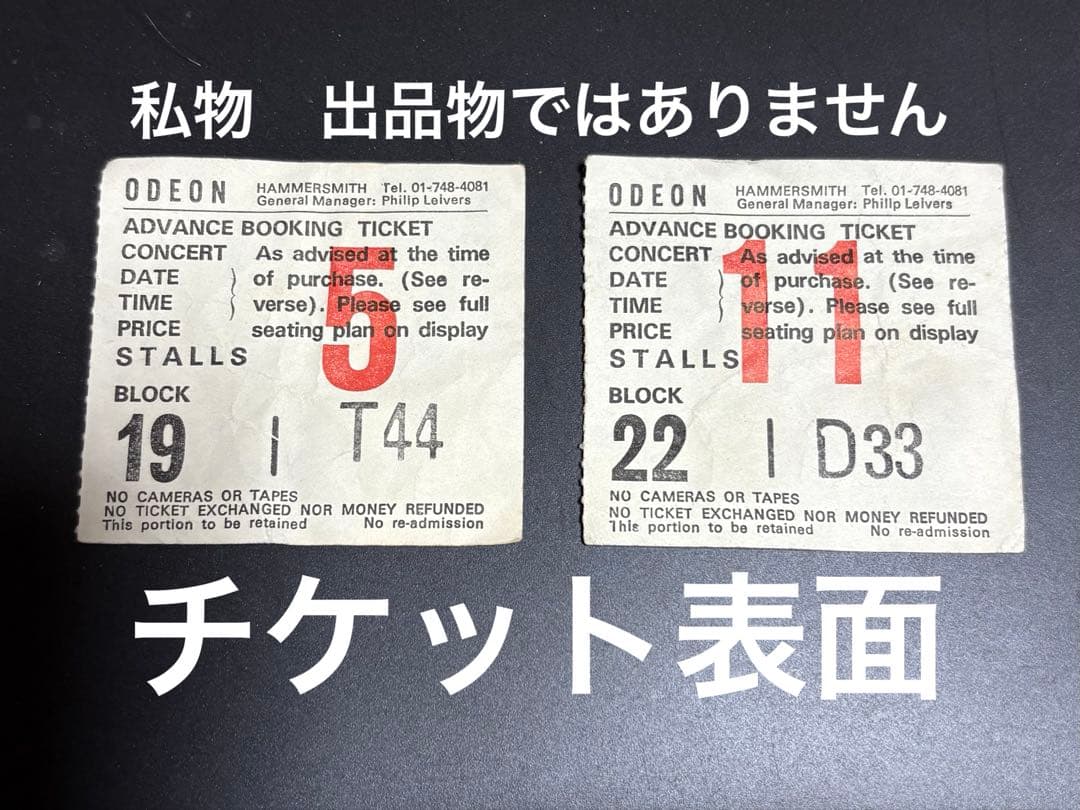 私物　出品物ではありません
ODEON HAMMERSMITH Tel. 01-748-4081
General Manager: Philip Leivers
ADVANCE BOOKING TICKET
CONCERT As advised at the time
DATE } of purchase. (See re-
TIME verse). Please see full
PRICE seating plan on display
STALLS
5
BLOCK
19 | T44
NO CAMERAS OR TAPES
NO TICKET EXCHANGED NOR MONEY REFUNDED
This portion to be retained No re-admission
ODEON HAMMERSMITH Tel. 01-748-4081
General Manager: Philip Leivers
ADVANCE BOOKING TICKET
CONCERT As advised at the time
DATE } of purchase. (See re-
TIME verse). Please see full
PRICE seating plan on display
STALLS
11
BLOCK
22 | D33
NO CAMERAS OR TAPES
NO TICKET EXCHANGED NOR MONEY REFUNDED
This portion to be retained No re-admission
チケット表面